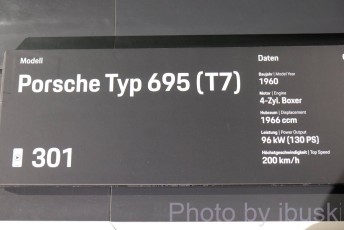 Modell
Porsche Typ 695 (T7)
301
Daten
Baujahr | Model Year
1960
Motor | Engine
4-Zyl. Boxer
Hubraum | Displacement
1966 ccm
Leistung | Power Output
96 kW (130 PS)
Höchstgeschwindigkeit | Top Speed
200 km/h
Photo by ibuski